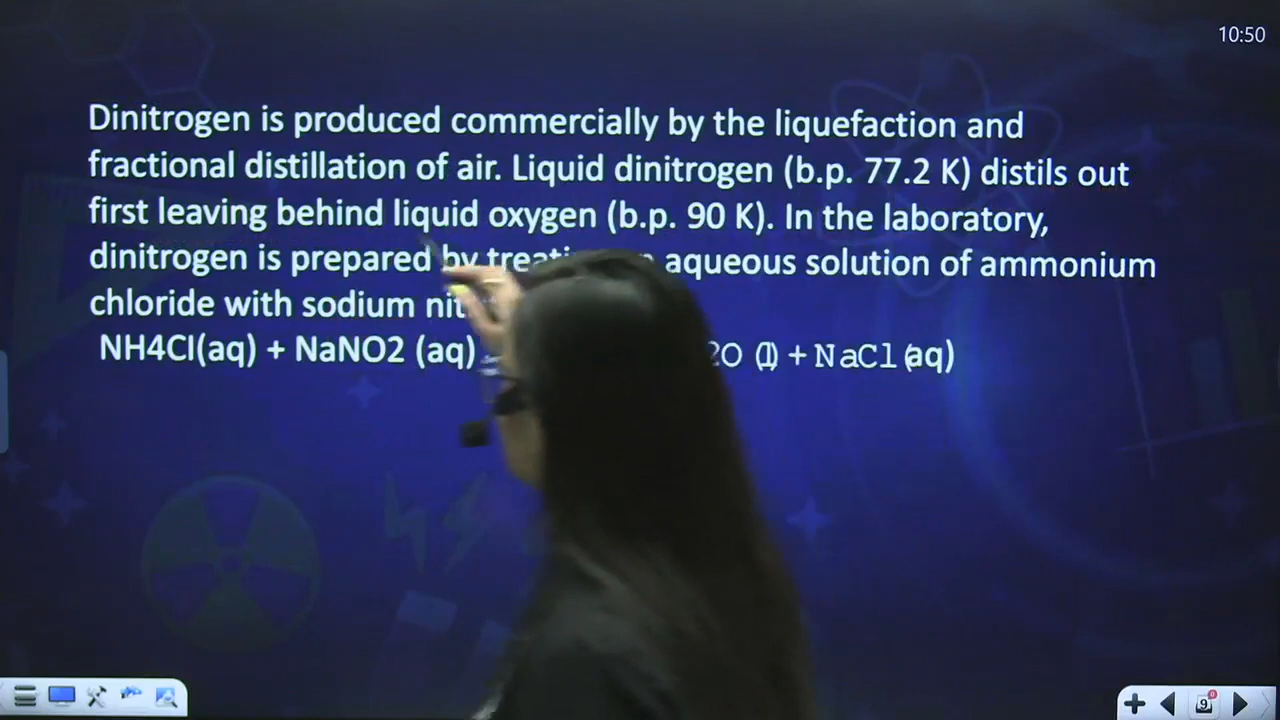 10:50
Dinitrogen is produced commercially by the liquefaction and
fractional distillation of air. Liquid dinitrogen (b.p. 77.2 K) distils out
first leaving behind liquid oxygen (b.p. 90 K). In the laboratory,
dinitrogen is prepared by aqueous solution of ammonium
chloride with sodium
NH4Cl(aq) + NaNO2 (aq) 2O (l) + NaCl (aq)
9